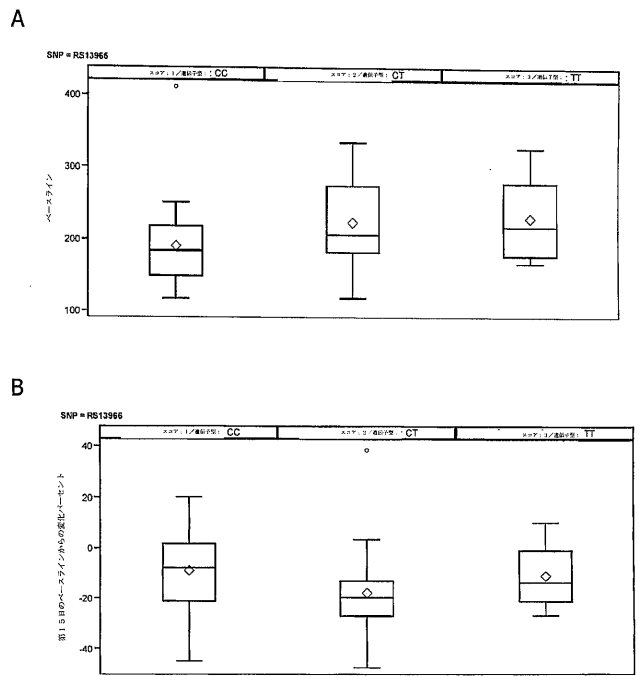 A
SNP = RS13966
スコア：1／遺伝子型：CC
スコア：2／遺伝子型：CT
スコア：3／遺伝子型：TT
400
300
200
100
ベースライン
B
SNP = RS13966
スコア：1／遺伝子型：CC
スコア：2／遺伝子型：CT
スコア：3／遺伝子型：TT
40
20
0
-20
-40
第15日のベースラインからの変化パーセント